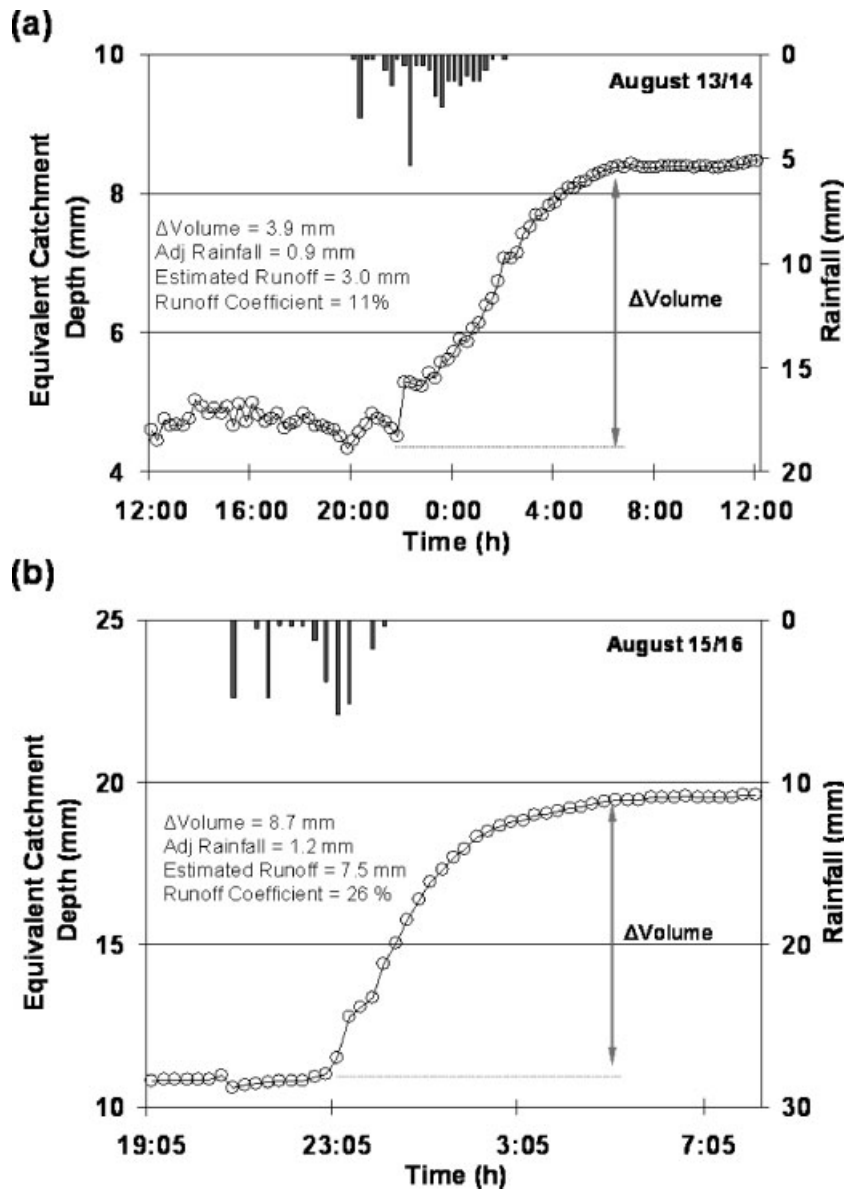 (a)
10
0
August 13/14
8
5
ΔVolume = 3.9 mm
Adj Rainfall = 0.9 mm
Estimated Runoff = 3.0 mm
Runoff Coefficient = 11%
10
ΔVolume
6
15
4
20
Equivalent Catchment
Depth (mm)
Rainfall (mm)
12:00 16:00 20:00 0:00 4:00 8:00 12:00
Time (h)
(b)
25
0
August 15/16
20
10
ΔVolume = 8.7 mm
Adj Rainfall = 1.2 mm
Estimated Runoff = 7.5 mm
Runoff Coefficient = 26 %
ΔVolume
15
20
10
30
Equivalent Catchment
Depth (mm)
Rainfall (mm)
19:05 23:05 3:05 7:05
Time (h)